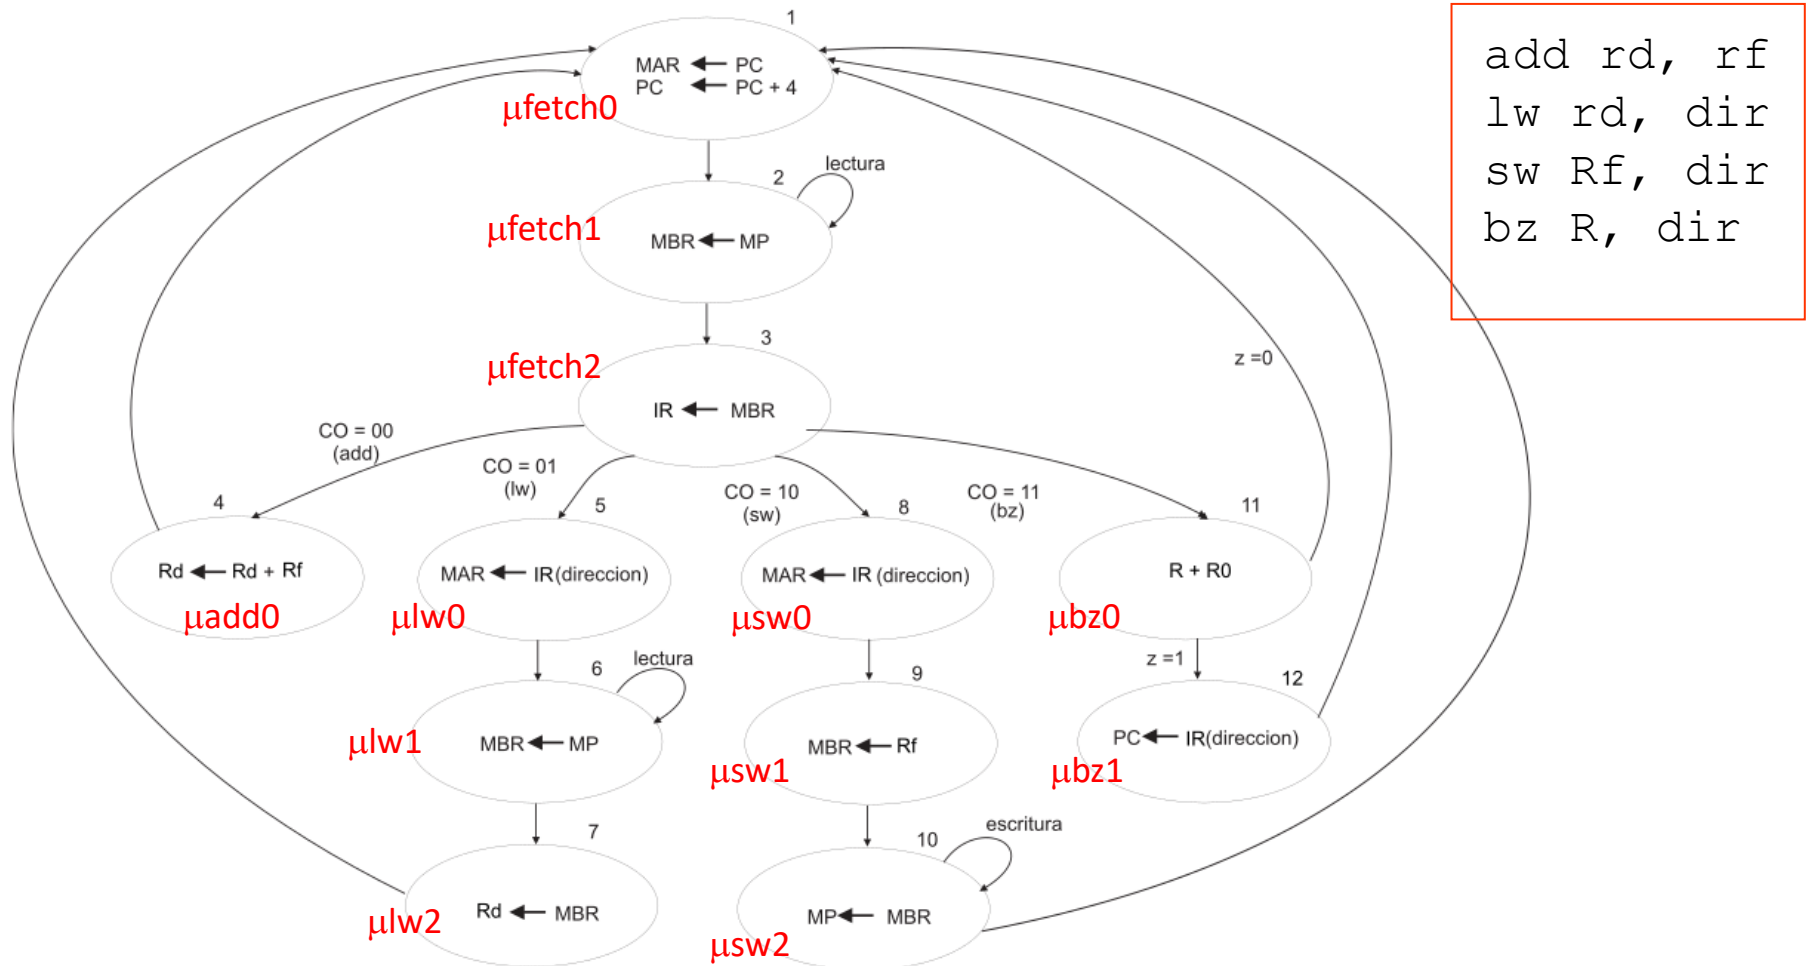 1
MAR ← PC
PC ← PC + 4
µfetch0
add rd, rf
lw rd, dir
sw Rf, dir
bz R, dir
2
lectura
µfetch1
MBR ← MP
3
µfetch2
IR ← MBR
z =0
CO = 00
(add)
CO = 01
(lw)
CO = 10
(sw)
CO = 11
(bz)
4
Rd ← Rd + Rf
µadd0
5
MAR ← IR(direccion)
µlw0
8
MAR ← IR (direccion)
µsw0
11
R + R0
µbz0
z =1
6
lectura
µlw1
MBR ← MP
9
MBR ← Rf
µsw1
12
PC ← IR(direccion)
µbz1
7
Rd ← MBR
µlw2
10
escritura
MP ← MBR
µsw2